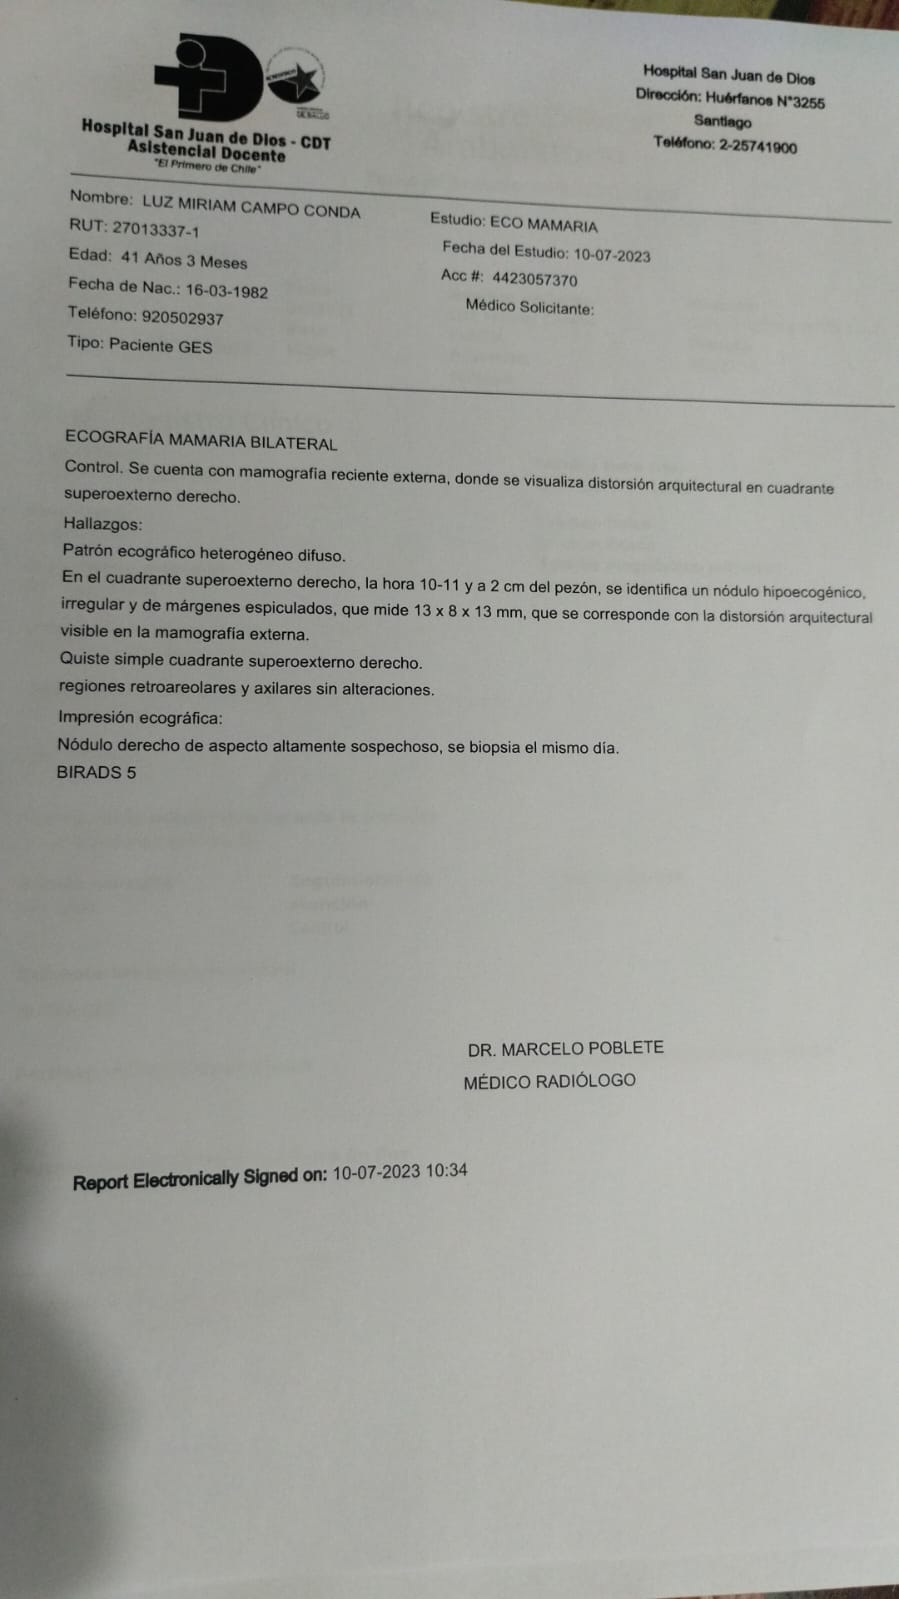 Hospital San Juan de Dios - CDT
Asistencial Docente
"El Primero de Chile"
Hospital San Juan de Dios
Dirección: Huérfanos N°3255
Santiago
Teléfono: 2-25741900
Nombre: LUZ MIRIAM CAMPO CONDA
RUT: 27013337-1
Edad: 41 Años 3 Meses
Fecha de Nac.: 16-03-1982
Teléfono: 920502937
Tipo: Paciente GES
Estudio: ECO MAMARIA
Fecha del Estudio: 10-07-2023
Acc #: 4423057370
Médico Solicitante:
ECOGRAFÍA MAMARIA BILATERAL
Control. Se cuenta con mamografía reciente externa, donde se visualiza distorsión arquitectural en cuadrante
superoexterno derecho.
Hallazgos:
Patrón ecográfico heterogéneo difuso.
En el cuadrante superoexterno derecho, la hora 10-11 y a 2 cm del pezón, se identifica un nódulo hipoecogénico,
irregular y de márgenes espiculados, que mide 13 x 8 x 13 mm, que se corresponde con la distorsión arquitectural
visible en la mamografía externa.
Quiste simple cuadrante superoexterno derecho.
regiones retroareolares y axilares sin alteraciones.
Impresión ecográfica:
Nódulo derecho de aspecto altamente sospechoso, se biopsia el mismo día.
BIRADS 5
DR. MARCELO POBLETE
MÉDICO RADIÓLOGO
Report Electronically Signed on: 10-07-2023 10:34